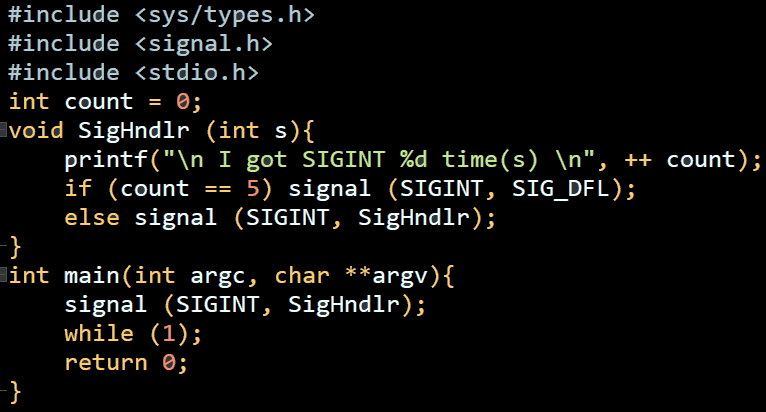 #include <sys/types.h>
#include <signal.h>
#include <stdio.h>
int count = 0;
void SigHndlr (int s){
    printf("\n I got SIGINT %d time(s) \n", ++ count);
    if (count == 5) signal (SIGINT, SIG_DFL);
    else signal (SIGINT, SigHndlr);
}
int main(int argc, char **argv){
    signal (SIGINT, SigHndlr);
    while (1);
    return 0;
}